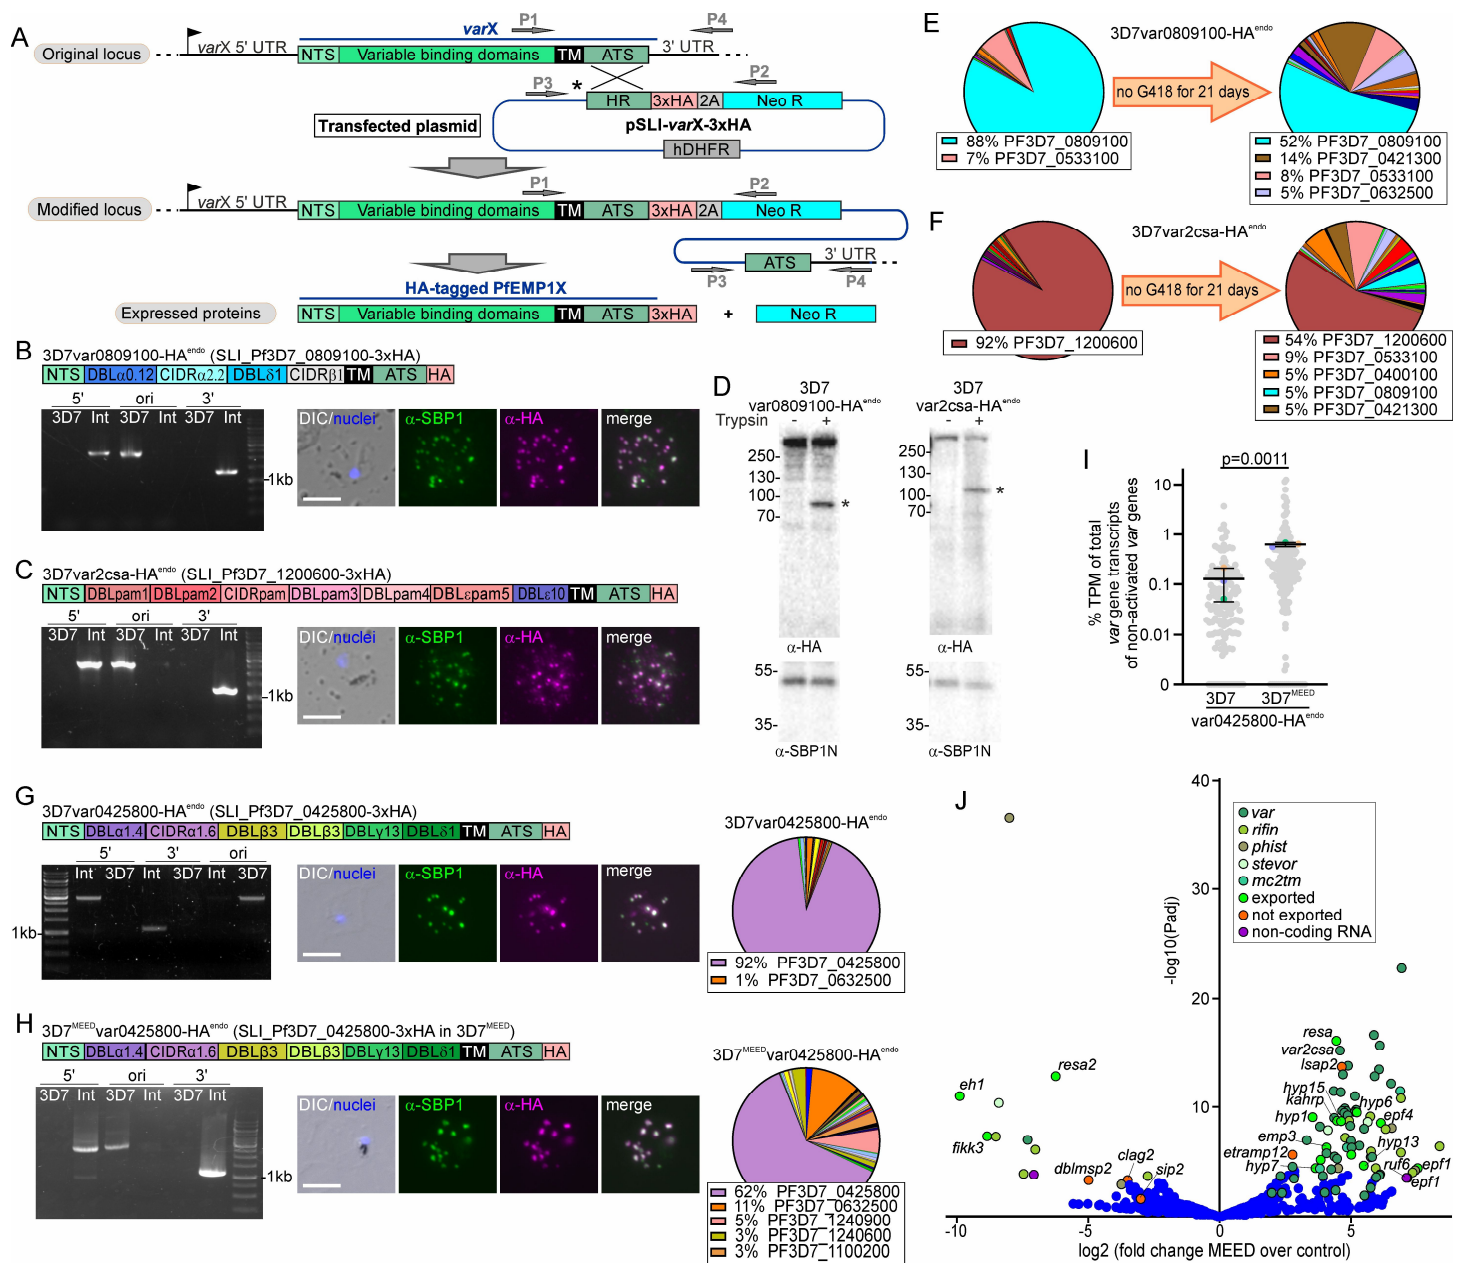 A
Original locus
varX 5' UTR
varX
P1
P4
3' UTR
NTS Variable binding domains TM ATS
P3
*
P2
HR 3xHA 2A Neo R
Transfected plasmid
pSLI-varX-3xHA
hDHFR
P1
P2
Modified locus
varX 5' UTR
NTS Variable binding domains TM ATS 3xHA 2A Neo R
ATS
3' UTR
P3
P4
HA-tagged PfEMP1X
Expressed proteins
NTS Variable binding domains TM ATS 3xHA + Neo R
B
3D7var0809100-HAendo (SLI_Pf3D7_0809100-3xHA)
NTS DBLα0.12 CIDRα2.2 DBLδ1 CIDRβ1 TM ATS HA
5' ori 3'
3D7 Int 3D7 Int 3D7 Int
-1kb
DIC/nuclei
α-SBP1
α-HA
merge
C
3D7var2csa-HAendo (SLI_Pf3D7_1200600-3xHA)
NTS DBLpam1 DBLpam2 CIDRpam DBLpam3 DBLpam4 DBLεpam5 DBLε10 TM ATS HA
5' ori 3'
3D7 Int 3D7 Int 3D7 Int
-1kb
DIC/nuclei
α-SBP1
α-HA
merge
D
3D7
var0809100-HAendo
3D7
var2csa-HAendo
Trypsin - + - +
250-
130-
100-
70-
*
α-HA
55-
35-
α-SBP1N
250-
130-
100-
70-
*
α-HA
55-
35-
α-SBP1N
E
3D7var0809100-HAendo
no G418 for 21 days
88% PF3D7_0809100
7% PF3D7_0533100
52% PF3D7_0809100
14% PF3D7_0421300
8% PF3D7_0533100
5% PF3D7_0632500
F
3D7var2csa-HAendo
no G418 for 21 days
92% PF3D7_1200600
54% PF3D7_1200600
9% PF3D7_0533100
5% PF3D7_0400100
5% PF3D7_0809100
5% PF3D7_0421300
G
3D7var0425800-HAendo (SLI_Pf3D7_0425800-3xHA)
NTS DBLα1.4 CIDRα1.6 DBLβ3 DBLβ3 DBLγ13 DBLδ1 TM ATS HA
5' 3' ori
Int 3D7 Int 3D7 Int 3D7
1kb-
DIC/nuclei
α-SBP1
α-HA
merge
3D7var0425800-HAendo
92% PF3D7_0425800
1% PF3D7_0632500
H
3D7MEEDvar0425800-HAendo (SLI_Pf3D7_0425800-3xHA in 3D7MEED)
NTS DBLα1.4 CIDRα1.6 DBLβ3 DBLβ3 DBLγ13 DBLδ1 TM ATS HA
5' ori 3'
3D7 Int 3D7 Int 3D7 Int
-1kb
DIC/nuclei
α-SBP1
α-HA
merge
3D7MEEDvar0425800-HAendo
62% PF3D7_0425800
11% PF3D7_0632500
5% PF3D7_1240900
3% PF3D7_1240600
3% PF3D7_1100200
I
p=0.0011
% TPM of total
var gene transcripts
of non-activated var genes
10
1
0.1
0.01
0
3D7 3D7MEED
var0425800-HAendo
J
40
30
20
10
-log10(Padj)
var
rifin
phist
stevor
mc2tm
exported
not exported
non-coding RNA
resa
var2csa
lsap2
hyp15
kahrp
hyp1
hyp6
epf4
emp3
hyp13
etramp12
hyp7
ruf6
epf1
epf1
resa2
eh1
fikk3
clag2
dblmsp2
sip2
-10 -5 0 5
log2 (fold change MEED over control)